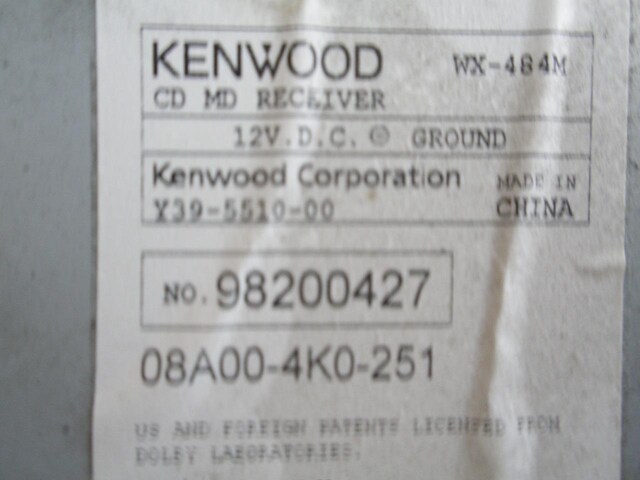 KENWOOD WX-484M
CD MD RECEIVER
12V.D.C. ⊖ GROUND
Kenwood Corporation MADE IN
Y39-5510-00 CHINA
NO. 98200427
08A00-4K0-251
US AND FOREIGN PATENTS LICENSED FROM
DOLBY LABORATORIES.